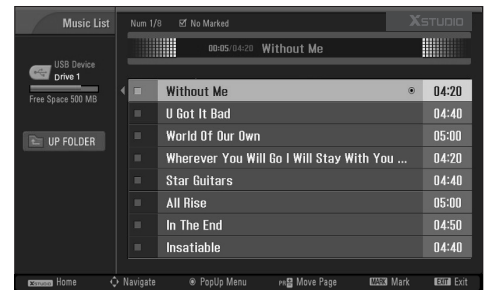 Music List
Num 1/8 No Marked
XSTUDIO
00:05/04:20 Without Me
USB Device
Drive 1
Free Space 500 MB
UP FOLDER
Without Me 04:20
U Got It Bad 04:40
World Of Our Own 05:00
Wherever You Will Go I Will Stay With You ... 04:20
Star Guitars 04:40
All Rise 05:00
In The End 04:50
Insatiable 04:40
XSTUDIO Home Navigate PopUp Menu PR Move Page MARK Mark EXIT Exit